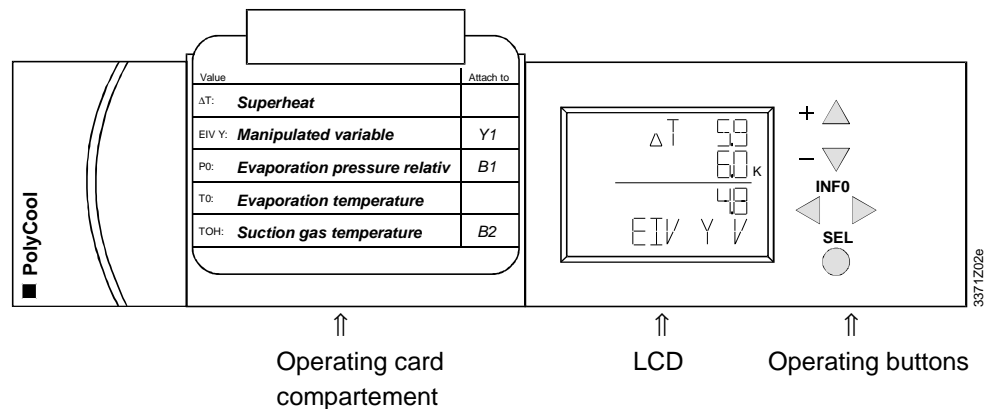 PolyCool
Value Attach to
ΔT: Superheat
EIV Y: Manipulated variable Y1
P0: Evaporation pressure relativ B1
T0: Evaporation temperature
TOH: Suction gas temperature B2
△T 5.9
6.0 K
4.8
EIV Y V
+
–
INFO
SEL
3371Z02e
⇑ ⇑ ⇑
Operating card
compartement
LCD
Operating buttons